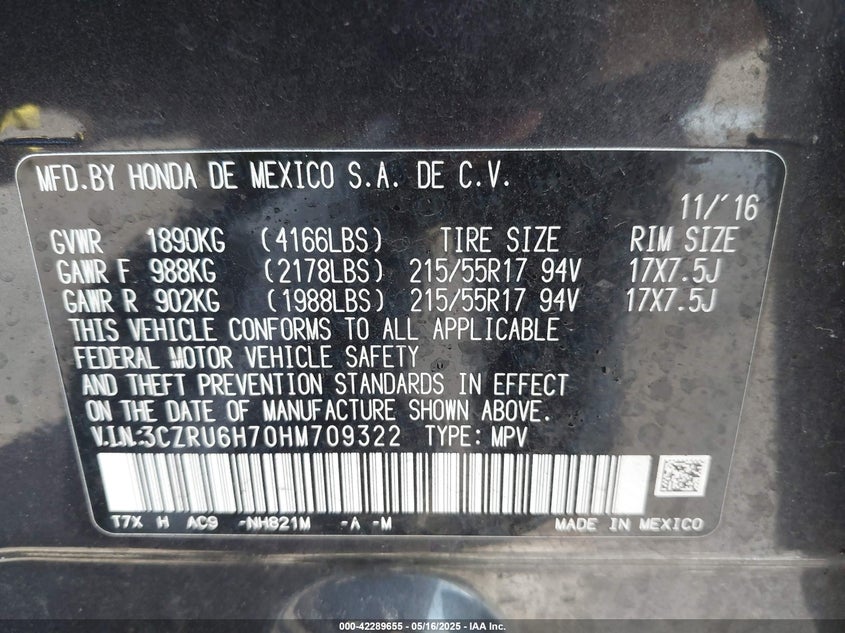 MFD.BY HONDA DE MEXICO S.A. DE C.V.
11/'16
GVWR 1890KG (4166LBS) TIRE SIZE RIM SIZE
GAWR F 988KG (2178LBS) 215/55R17 94V 17X7.5J
GAWR R 902KG (1988LBS) 215/55R17 94V 17X7.5J
THIS VEHICLE CONFORMS TO ALL APPLICABLE
FEDERAL MOTOR VEHICLE SAFETY
AND THEFT PREVENTION STANDARDS IN EFFECT
ON THE DATE OF MANUFACTURE SHOWN ABOVE.
V.I.N.:3CZRU6H70HM709322 TYPE: MPV
T7X H AC9 -NH821M -A -M MADE IN MEXICO
000-42289655 - 05/16/2025 - IAA Inc.